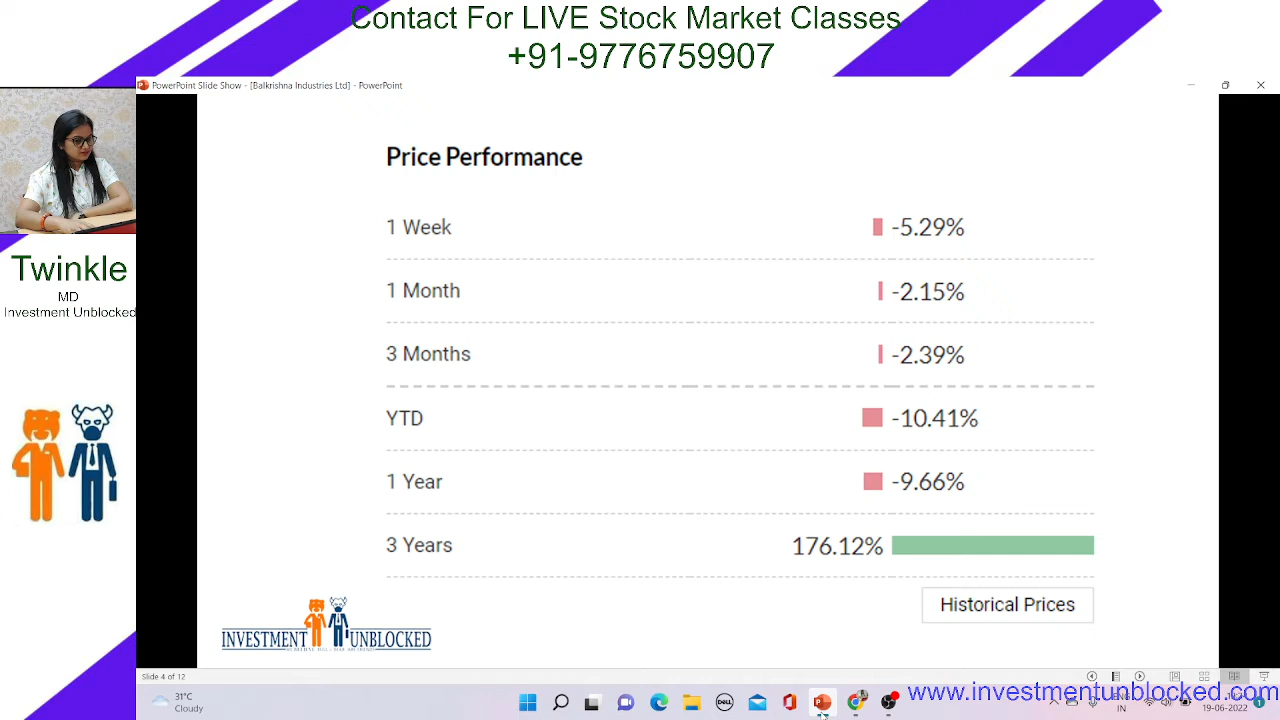 Contact For LIVE Stock Market Classes
+91-9776759907
PowerPoint Slide Show - [Balkrishna Industries Ltd] - PowerPoint
Twinkle
MD
Investment Unblocked
Price Performance
1 Week -5.29%
1 Month -2.15%
3 Months -2.39%
YTD -10.41%
1 Year -9.66%
3 Years 176.12%
Historical Prices
INVESTMENT UNBLOCKED
Slide 4 of 12
31°C
Cloudy
DELL
www.investmentunblocked.com
IN
19-06-2022
1